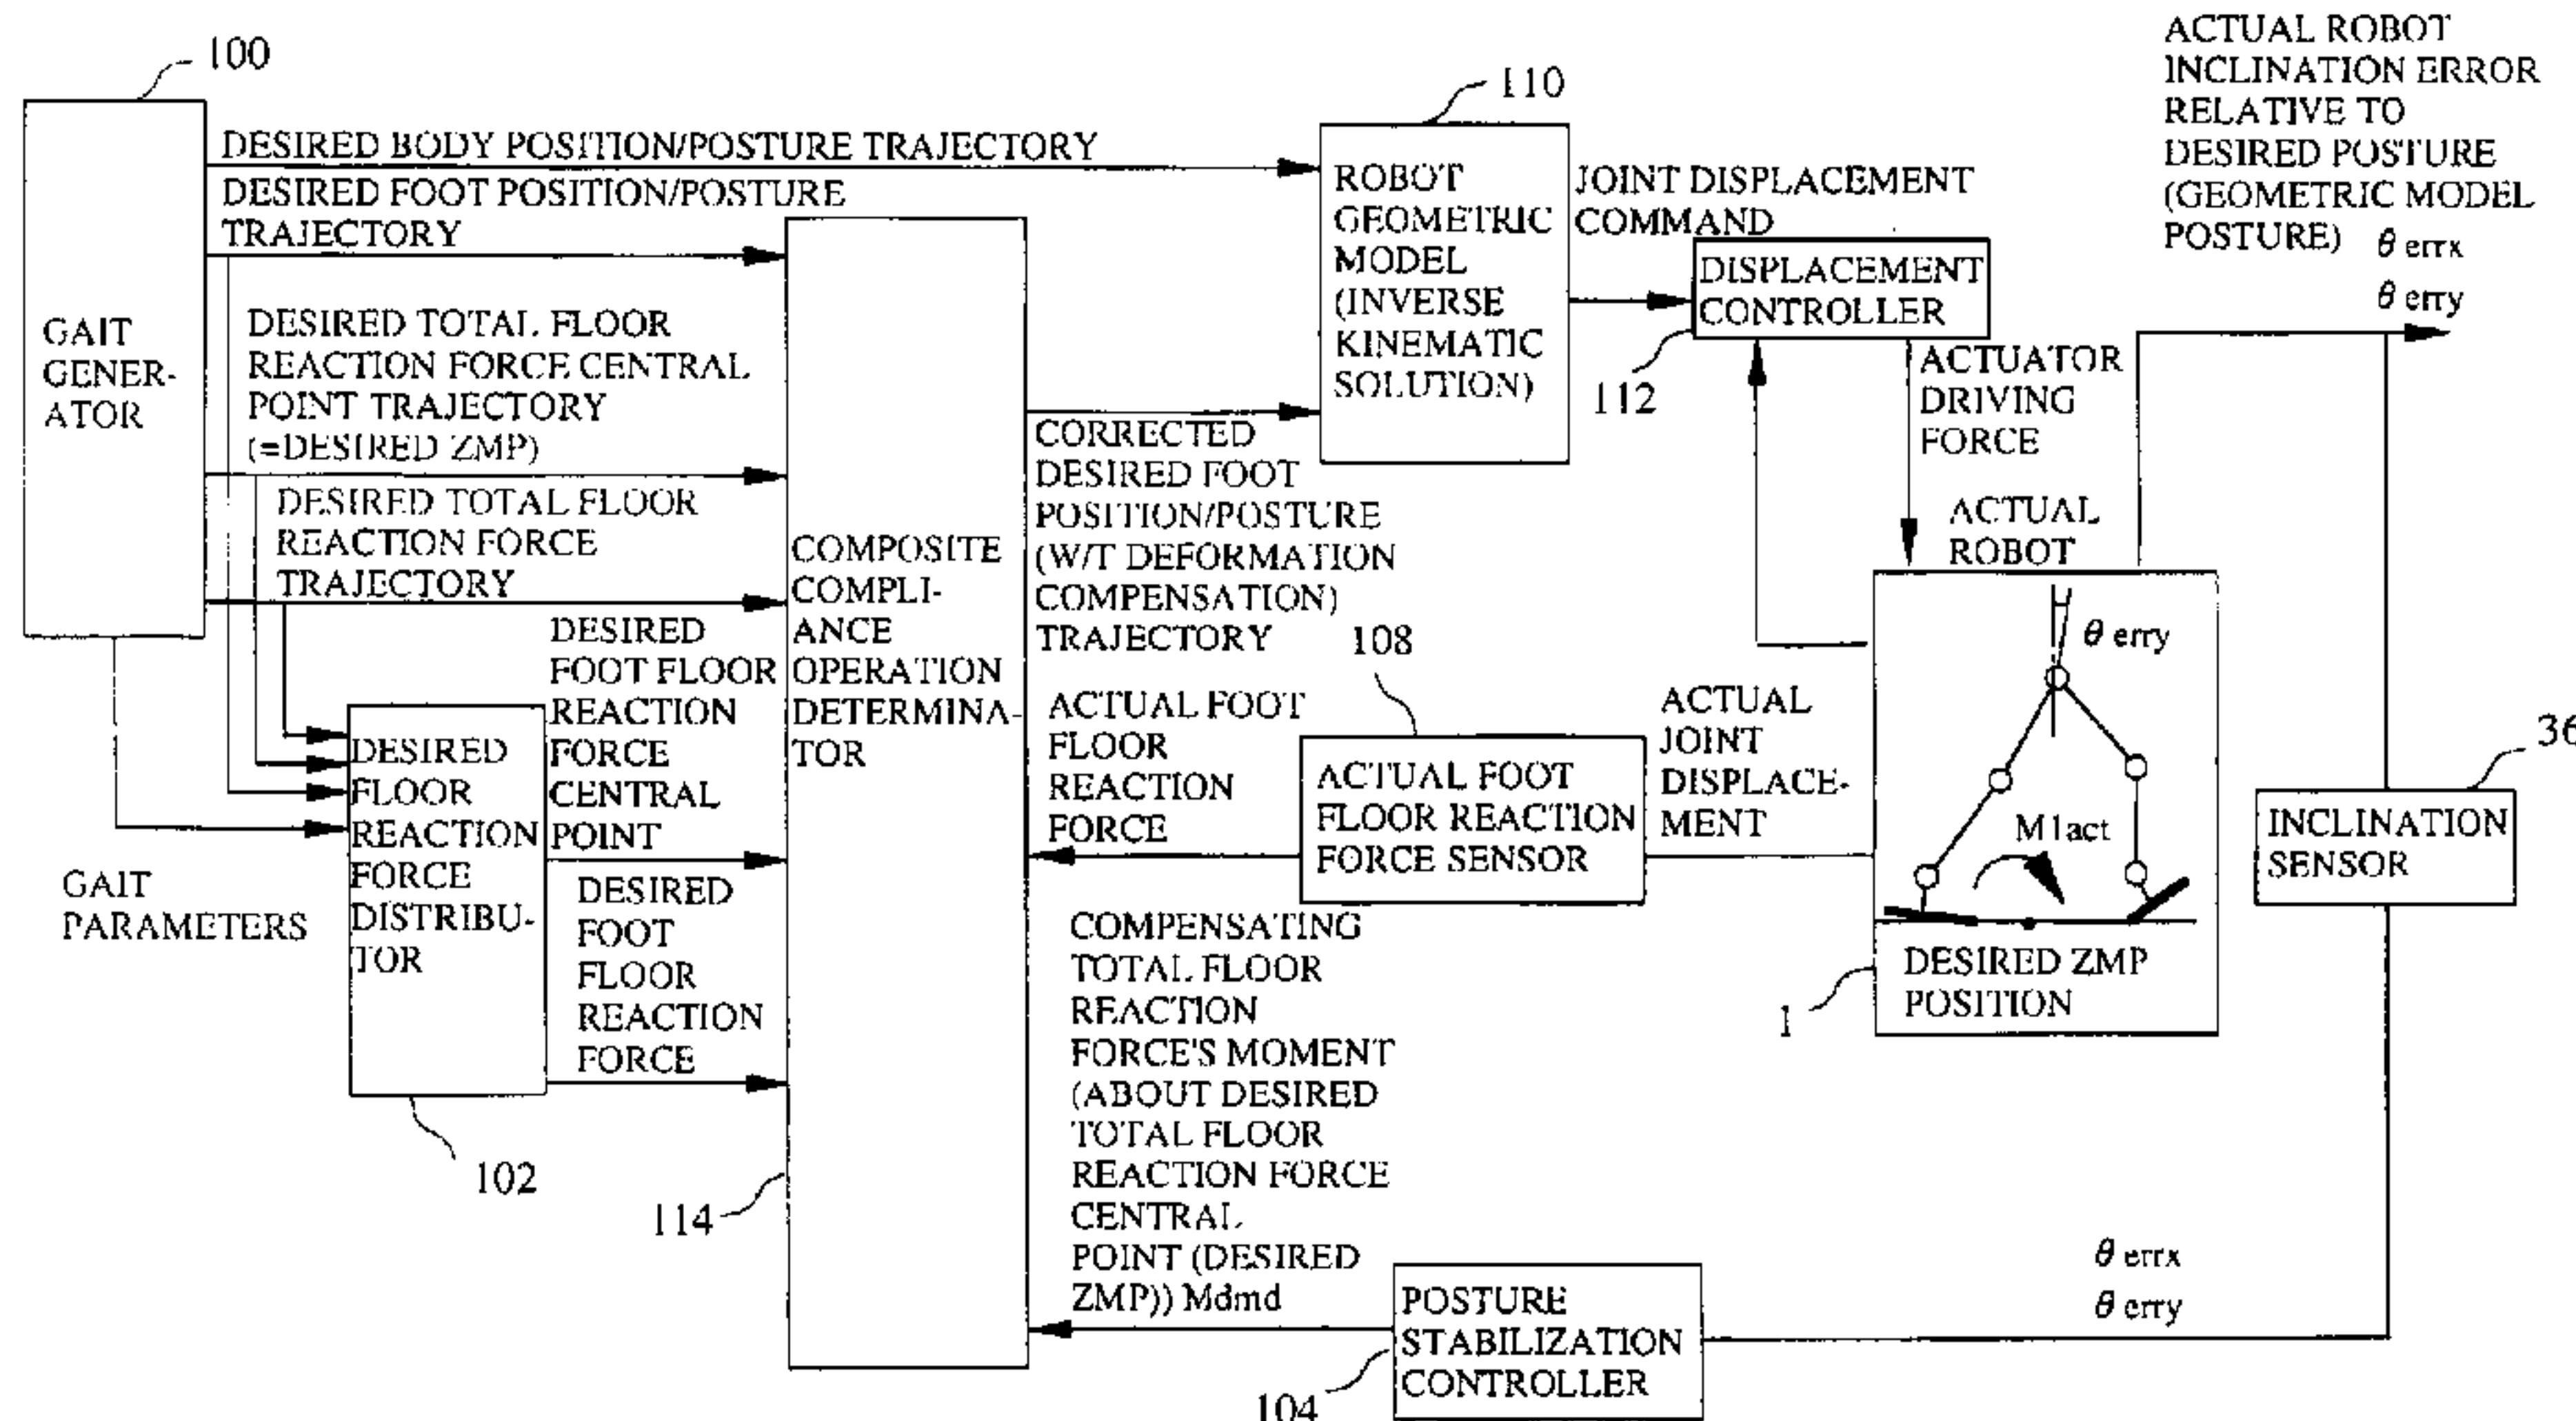 100
GAIT
GENER-
ATOR
DESIRED BODY POSITION/POSTURE TRAJECTORY
DESIRED FOOT POSITION/POSTURE
TRAJECTORY
DESIRED TOTAL FLOOR
REACTION FORCE CENTRAL
POINT TRAJECTORY
(=DESIRED ZMP)
DESIRED TOTAL FLOOR
REACTION FORCE
TRAJECTORY
GAIT
PARAMETERS
DESIRED
FLOOR
REACTION
FORCE
DISTRIBU-
TOR
102
DESIRED
FOOT FLOOR
REACTION
FORCE
CENTRAL
POINT
DESIRED
FOOT
FLOOR
REACTION
FORCE
COMPOSITE
COMPLI-
ANCE
OPERATION
DETERMINA-
TOR
114
110
ROBOT
GEOMETRIC
MODEL
(INVERSE
KINEMATIC
SOLUTION)
CORRECTED
DESIRED FOOT
POSITION/POSTURE
(W/T DEFORMATION
COMPENSATION)
TRAJECTORY
JOINT DISPLACEMENT
COMMAND
DISPLACEMENT
CONTROLLER
112
ACTUATOR
DRIVING
FORCE
ACTUAL
ROBOT
ACTUAL ROBOT
INCLINATION ERROR
RELATIVE TO
DESIRED POSTURE
(GEOMETRIC MODEL
POSTURE) θ errx
θ erry
θ erry
M1act
DESIRED ZMP
POSITION
1
ACTUAL
JOINT
DISPLACE-
MENT
108
ACTUAL FOOT
FLOOR REACTION
FORCE SENSOR
ACTUAL FOOT
FLOOR
REACTION
FORCE
36
INCLINATION
SENSOR
COMPENSATING
TOTAL FLOOR
REACTION
FORCE'S MOMENT
(ABOUT DESIRED
TOTAL FLOOR
REACTION FORCE
CENTRAL
POINT (DESIRED
ZMP)) Mdmd
POSTURE
STABILIZATION
CONTROLLER
104
θ errx
θ erry